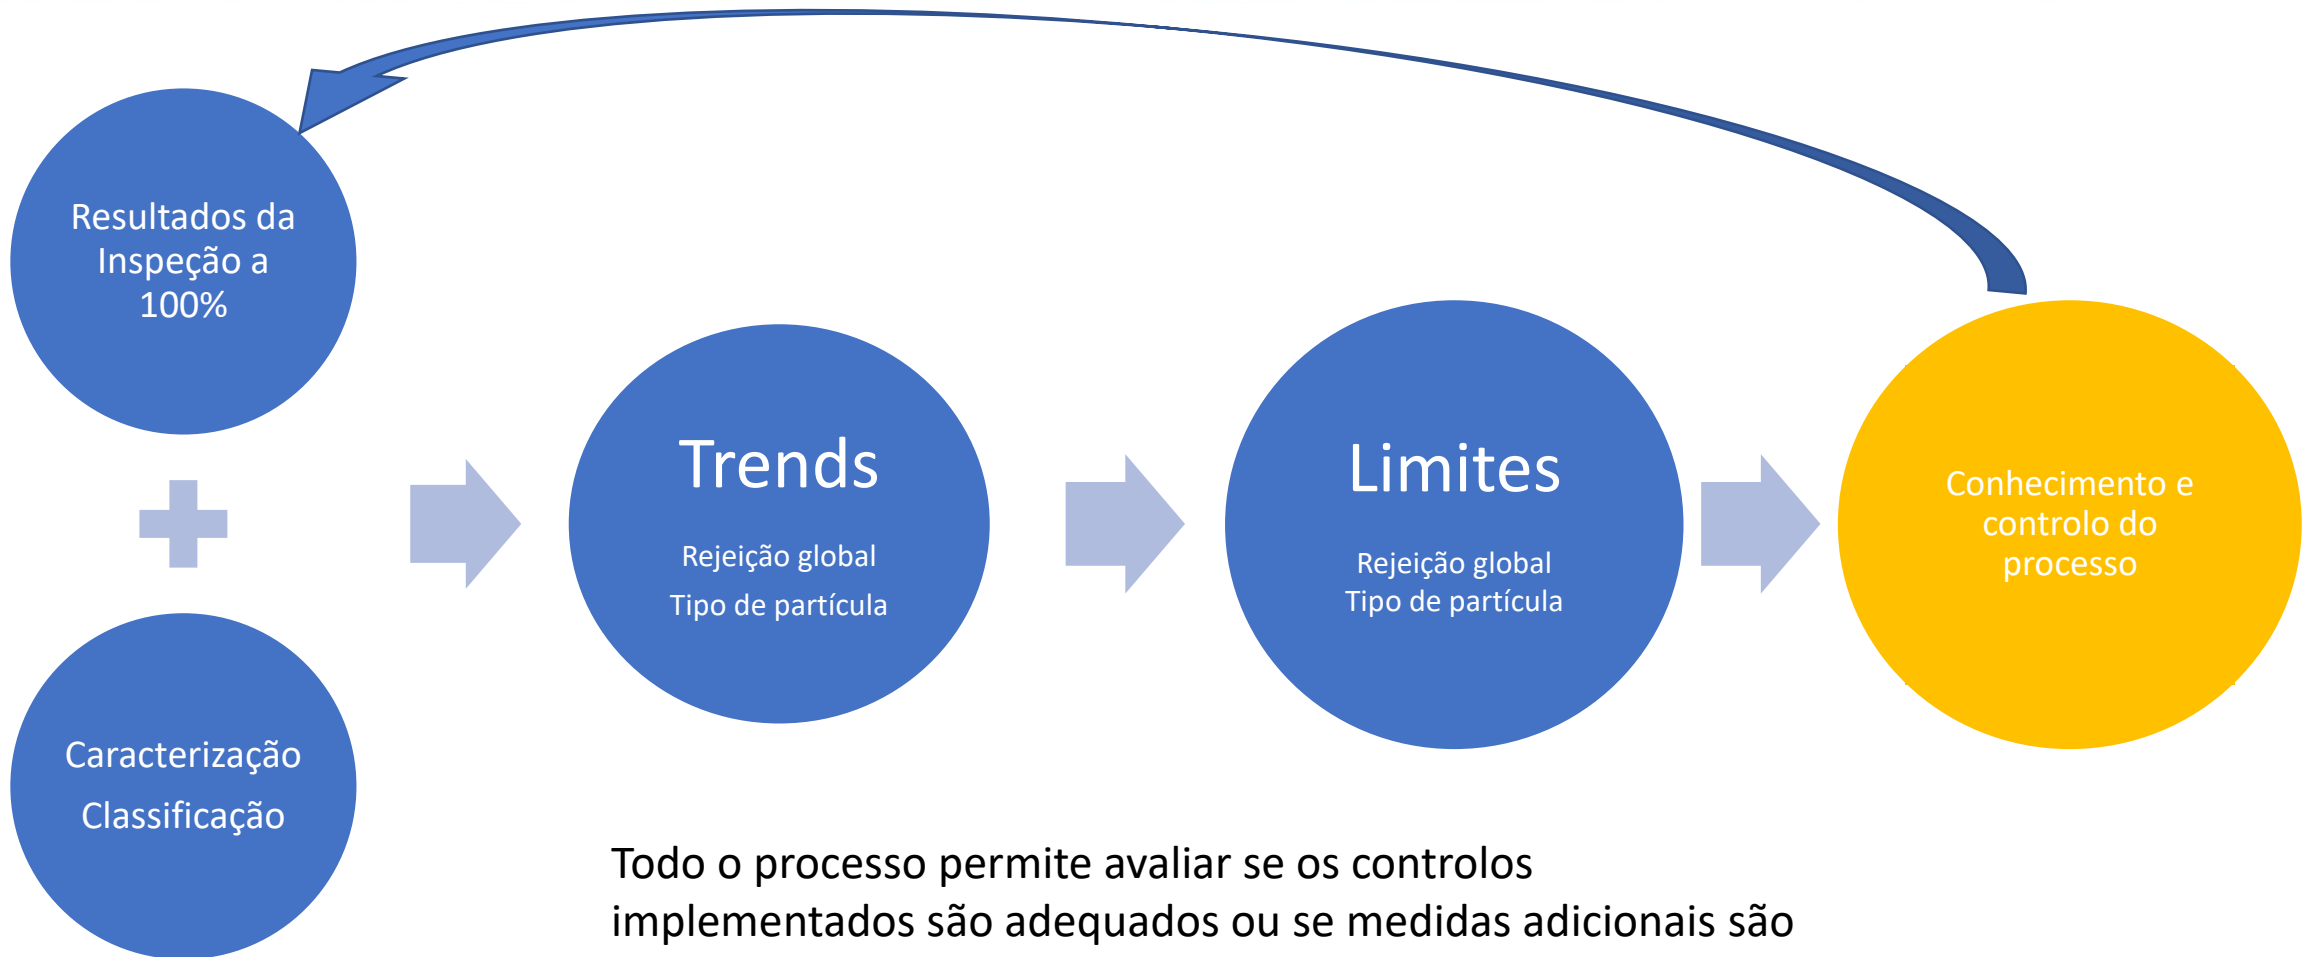 Resultados da
Inspeção a
100%
Caracterização
Classificação
Trends
Rejeição global
Tipo de partícula
Limites
Rejeição global
Tipo de partícula
Conhecimento e
controlo do
processo
Todo o processo permite avaliar se os controlos
implementados são adequados ou se medidas adicionais são